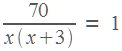 70/(x(x+3)) = 1